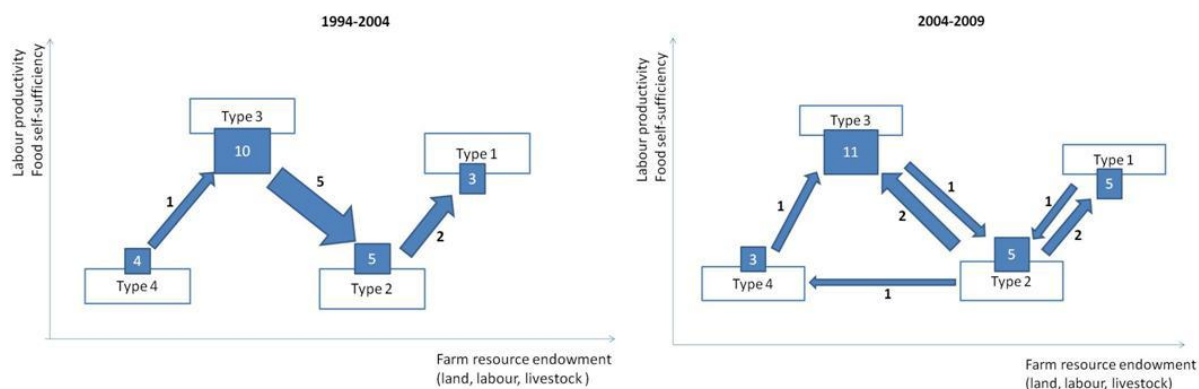 1994-2004
Labour productivity
Food self-sufficiency
Type 3
10
Type 1
3
5
1
2
4
Type 4
5
Type 2
Farm resource endowment
(land, labour, livestock )
2004-2009
Labour productivity
Food self-sufficiency
Type 3
11
Type 1
5
1
1
1
2
2
3
Type 4
5
Type 2
1
Farm resource endowment
(land, labour, livestock)